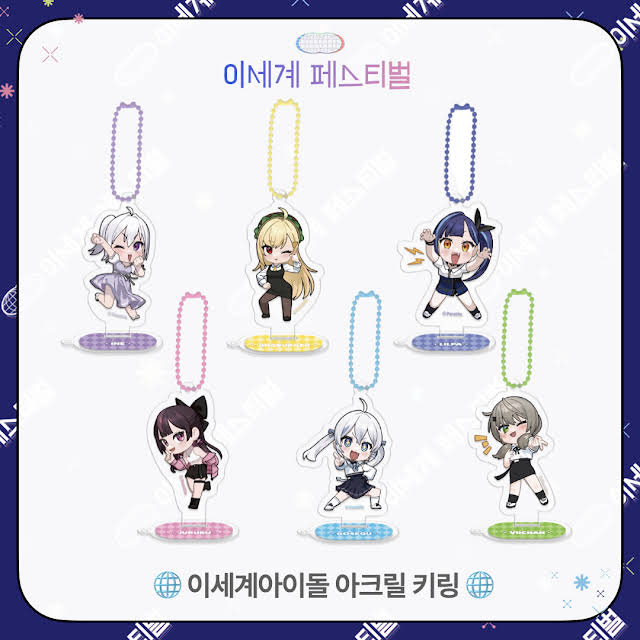 이세계 페스티벌
INE
JINGBURGER
LILPA
JURURU
GOSEGU
VIICHAN
이세계아이돌 아크릴 키링